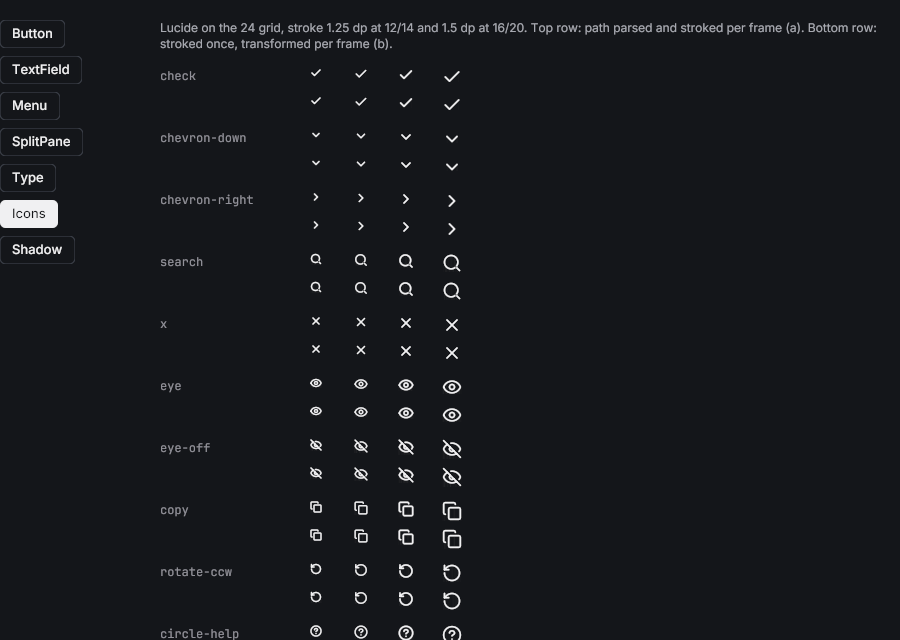 Button
TextField
Menu
SplitPane
Type
Icons
Shadow
Lucide on the 24 grid, stroke 1.25 dp at 12/14 and 1.5 dp at 16/20. Top row: path parsed and stroked per frame (a). Bottom row:
stroked once, transformed per frame (b).
check
chevron-down
chevron-right
search
x
eye
eye-off
copy
rotate-ccw
circle-help